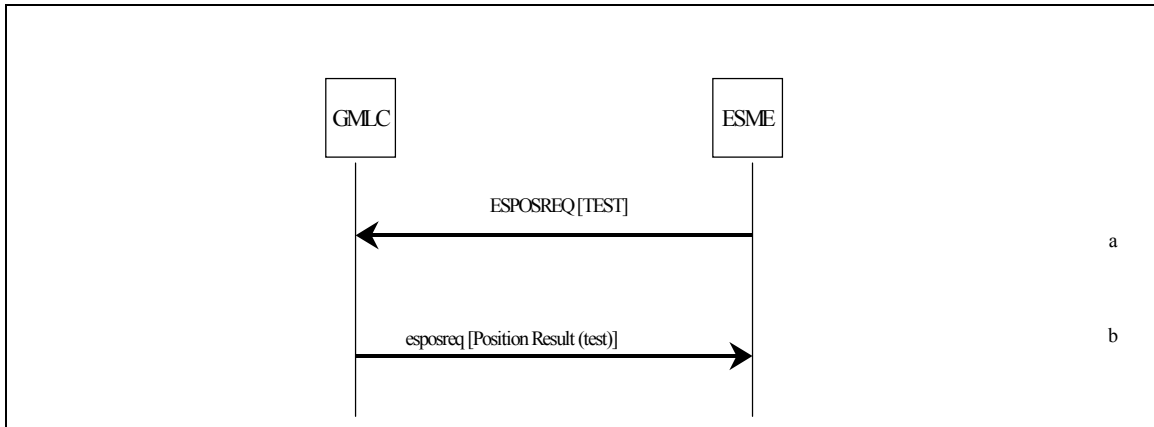 GMLC
ESME
ESPOSREQ [TEST]
a
esposreq [Position Result (test)]
b